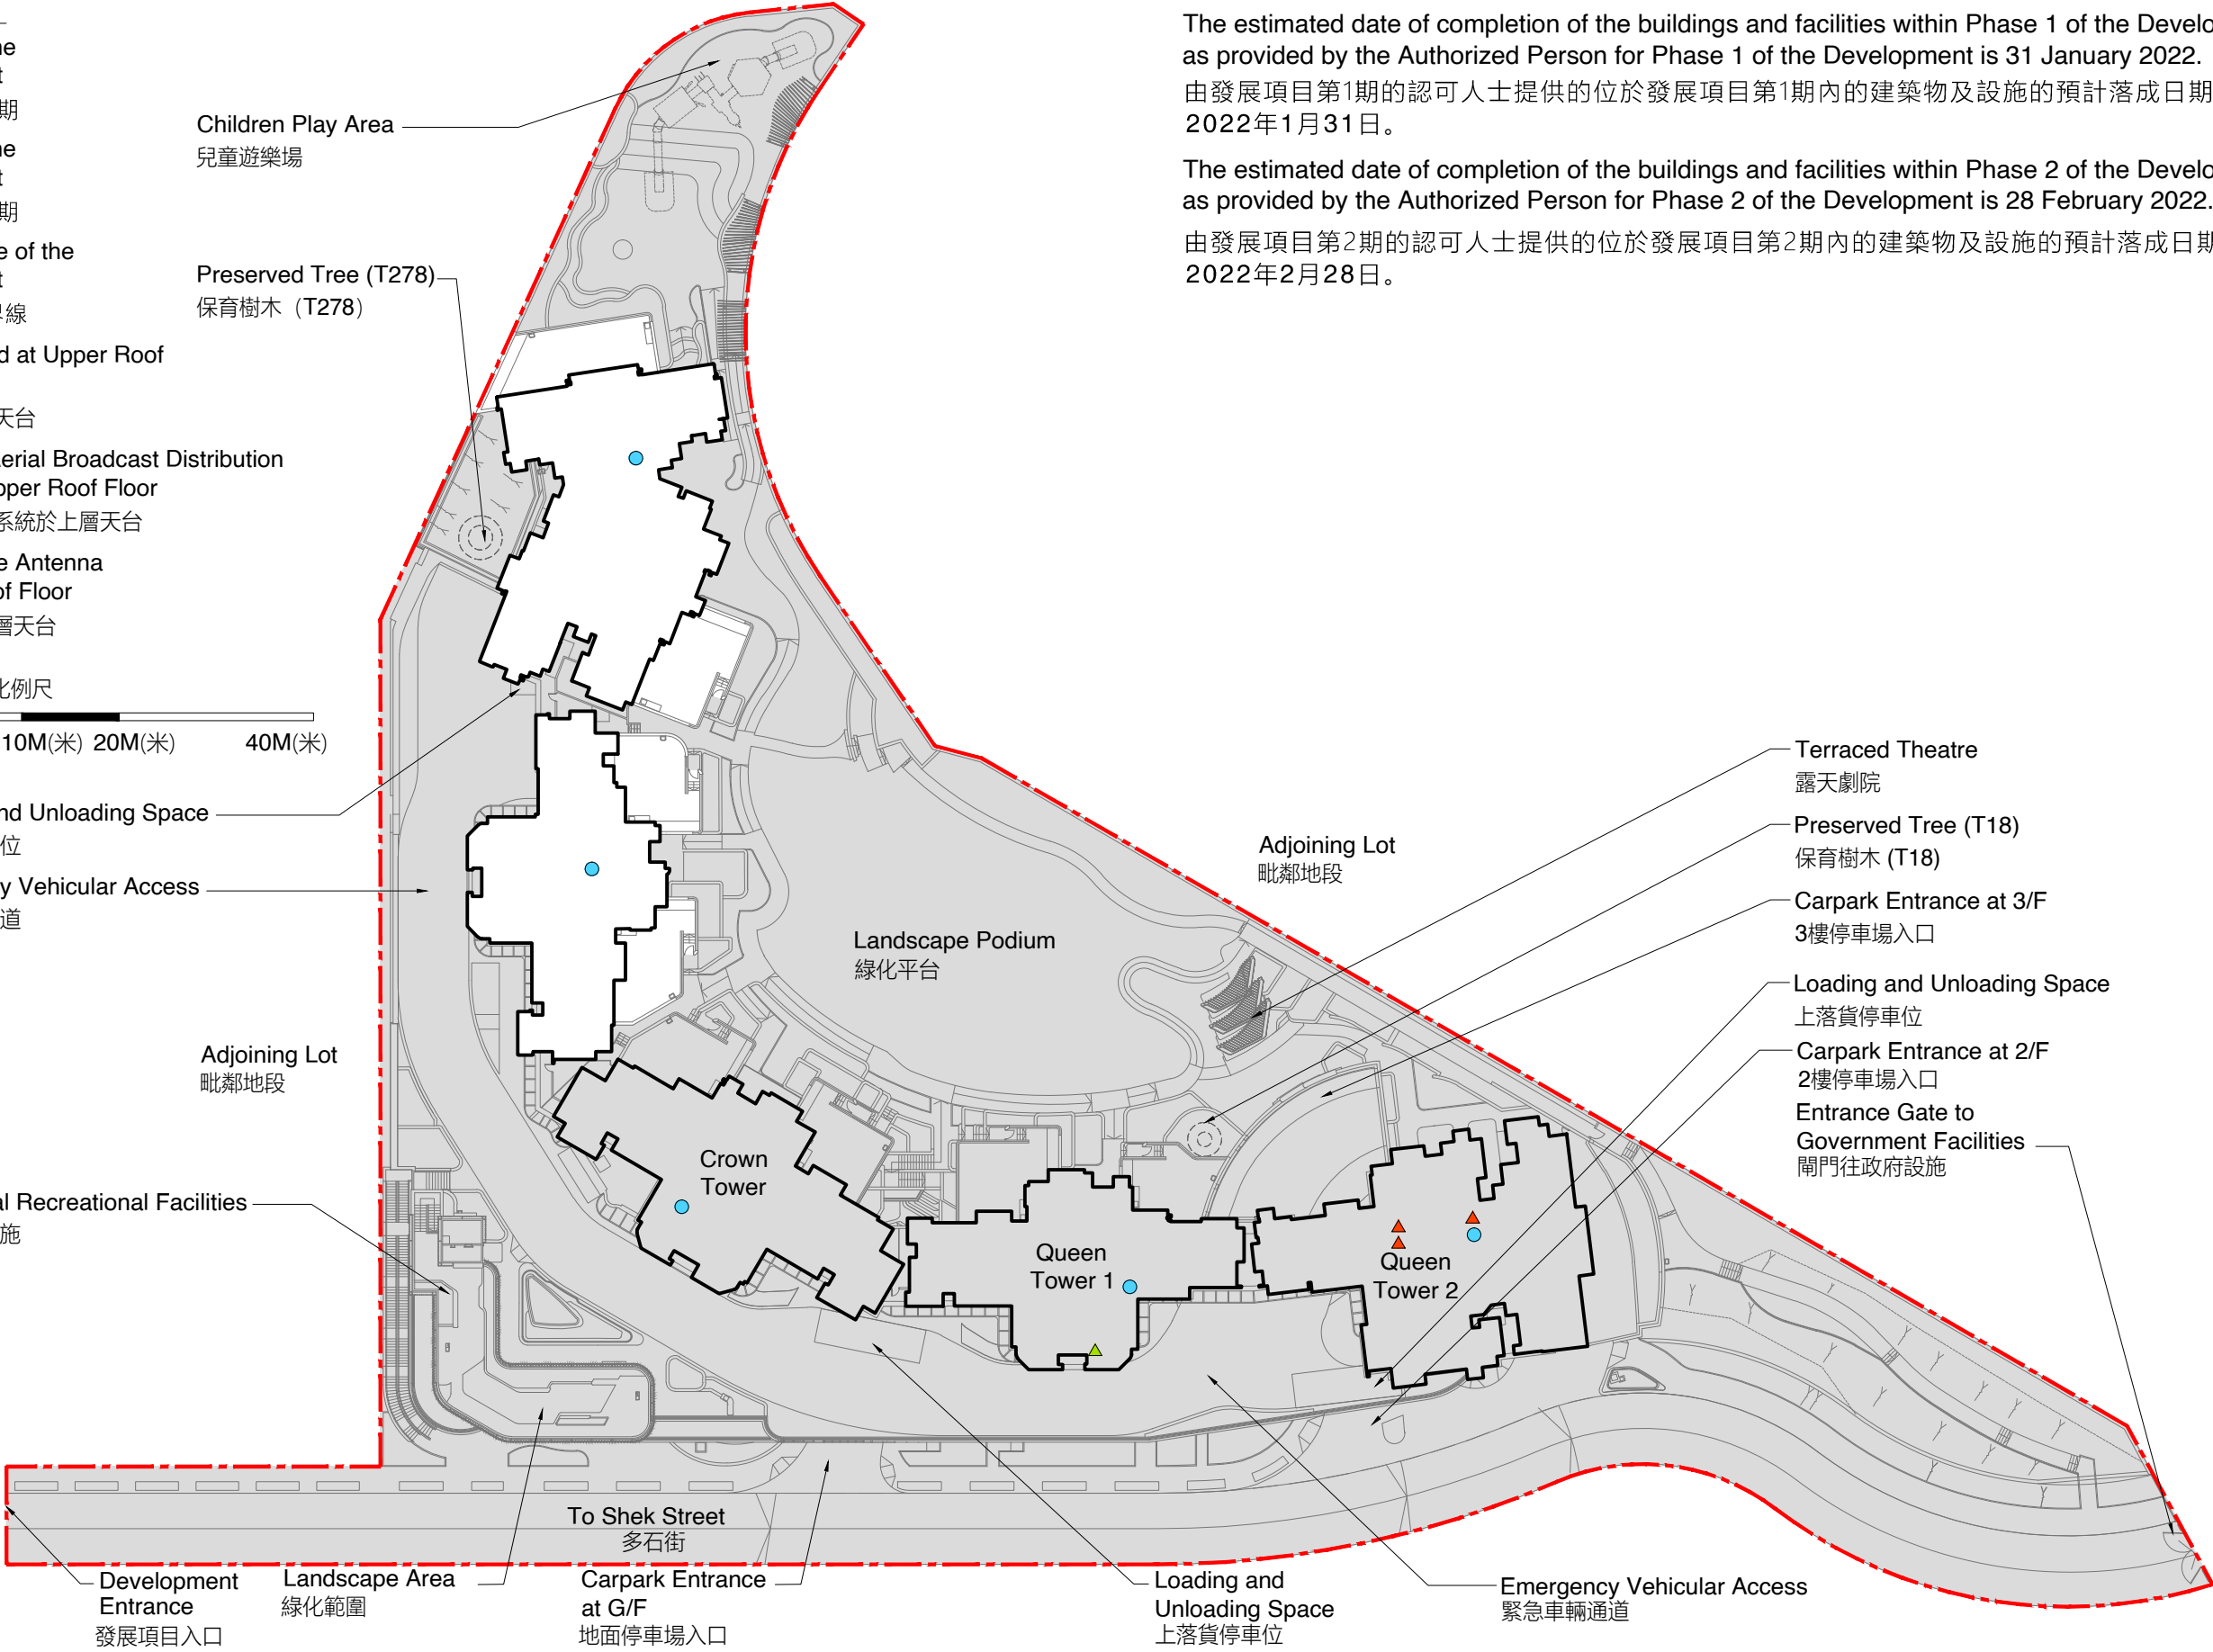 The estimated date of completion of the buildings and facilities within Phase 1 of the
as provided by the Authorized Person for Phase 1 of the Development is 31 January 2022.
由發展項目第1期的認可人士提供的位於發展項目第1期內的建築物及設施的預計落成日期
2022年1月31日。
The estimated date of completion of the buildings and facilities within Phase 2 of the
as provided by the Authorized Person for Phase 2 of the Development is 28 February 2022.
由發展項目第2期的認可人士提供的位於發展項目第2期內的建築物及設施的預計落成日期
2022年2月28日。
期
期
of the
界線
at Upper Roof
天台
Broadcast Distribution
Upper Roof Floor
系統於上層天台
Antenna
Floor
層天台
比例尺
10M(米) 20M(米) 40M(米)
Children Play Area
兒童遊樂場
Preserved Tree (T278)
保育樹木 (T278)
and Unloading Space
位
Vehicular Access
道
Adjoining Lot
毗鄰地段
Recreational Facilities
施
Landscape Podium
綠化平台
Adjoining Lot
毗鄰地段
Terraced Theatre
露天劇院
Preserved Tree (T18)
保育樹木 (T18)
Carpark Entrance at 3/F
3樓停車場入口
Loading and Unloading Space
上落貨停車位
Carpark Entrance at 2/F
2樓停車場入口
Entrance Gate to
Government Facilities
閘門往政府設施
Crown
Tower
Queen
Tower 1
Queen
Tower 2
To Shek Street
多石街
Development
Entrance
發展項目入口
Landscape Area
綠化範圍
Carpark Entrance
at G/F
地面停車場入口
Loading and
Unloading Space
上落貨停車位
Emergency Vehicular Access
緊急車輛通道